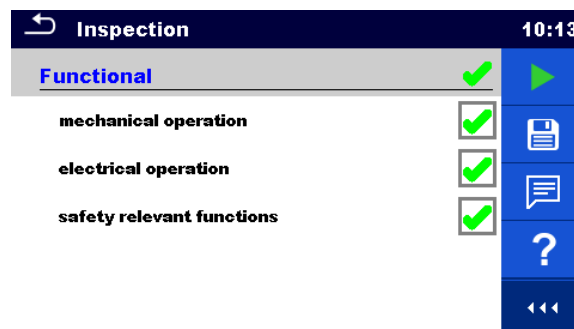 Inspection 10:13
Functional
mechanical operation
electrical operation
safety relevant functions
?